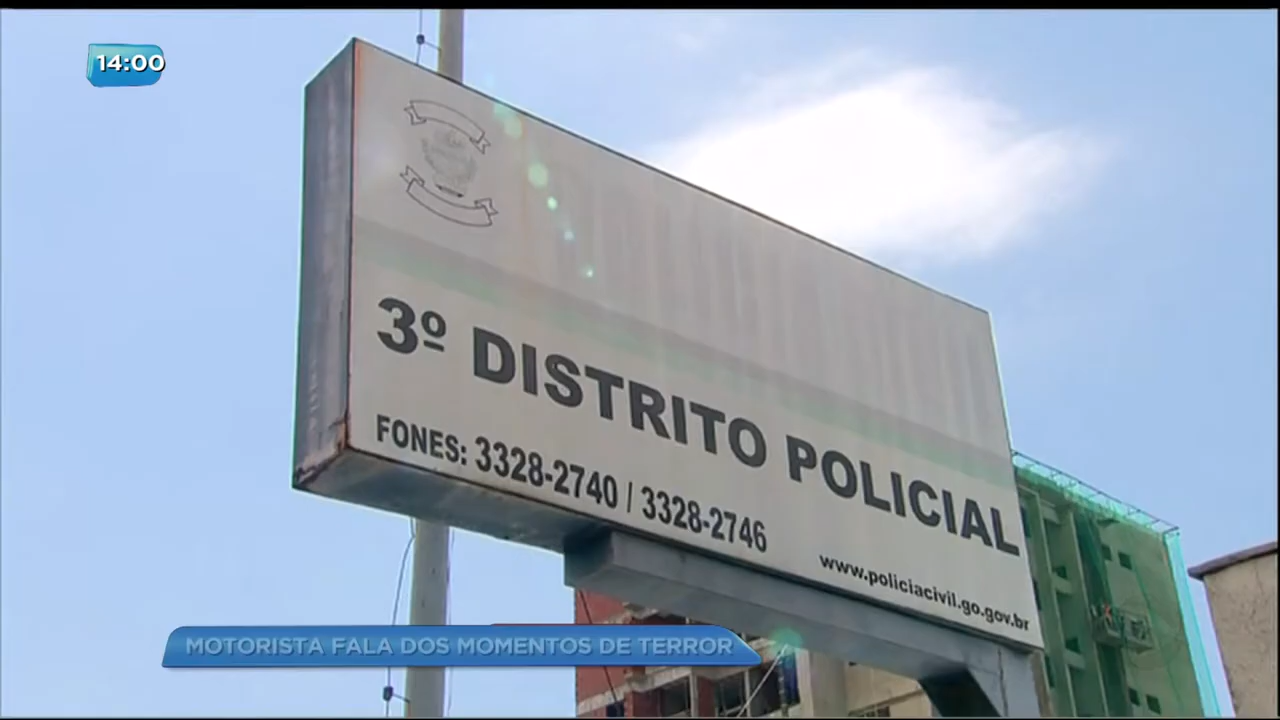 14:00
3º DISTRITO POLICIAL
FONES: 3328-2740 / 3328-2746
www.policiacivil.go.gov.br
MOTORISTA FALA DOS MOMENTOS DE TERROR